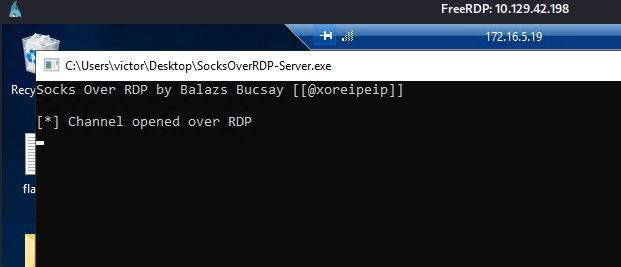 FreeRDP: 10.129.42.198
172.16.5.19
C:\Users\victor\Desktop\SocksOverRDP-Server.exe
Recy
Socks Over RDP by Balazs Bucsay [[@xoreipeip]]
[*] Channel opened over RDP
fla